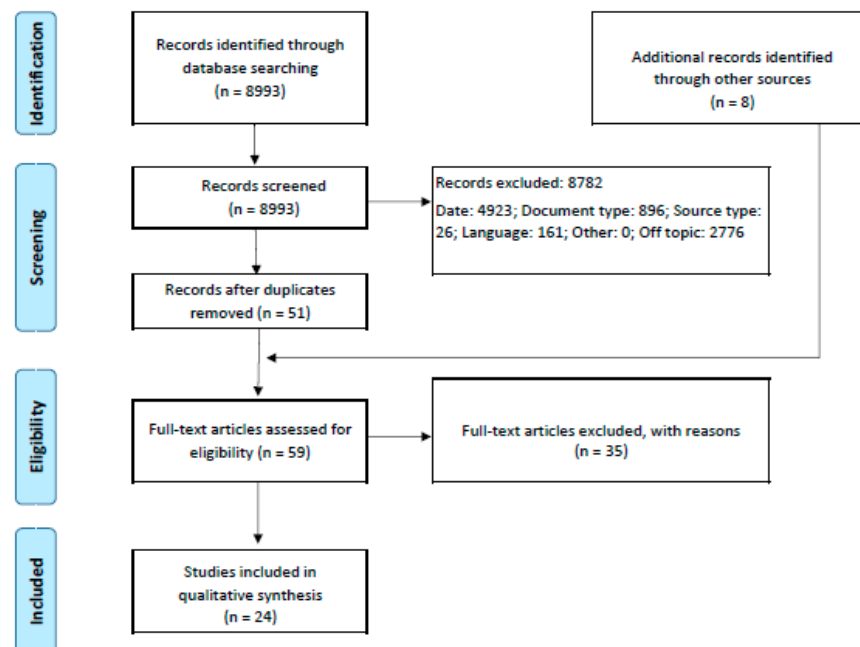 Identification
Records identified through
database searching
(n = 8993)
Additional records identified
through other sources
(n = 8)
Screening
Records screened
(n = 8993)
Records excluded: 8782
Date: 4923; Document type: 896; Source type:
26; Language: 161; Other: 0; Off topic: 2776
Records after duplicates
removed (n = 51)
Eligibility
Full-text articles assessed for
eligibility (n = 59)
Full-text articles excluded, with reasons
(n = 35)
Included
Studies included in
qualitative synthesis
(n = 24)